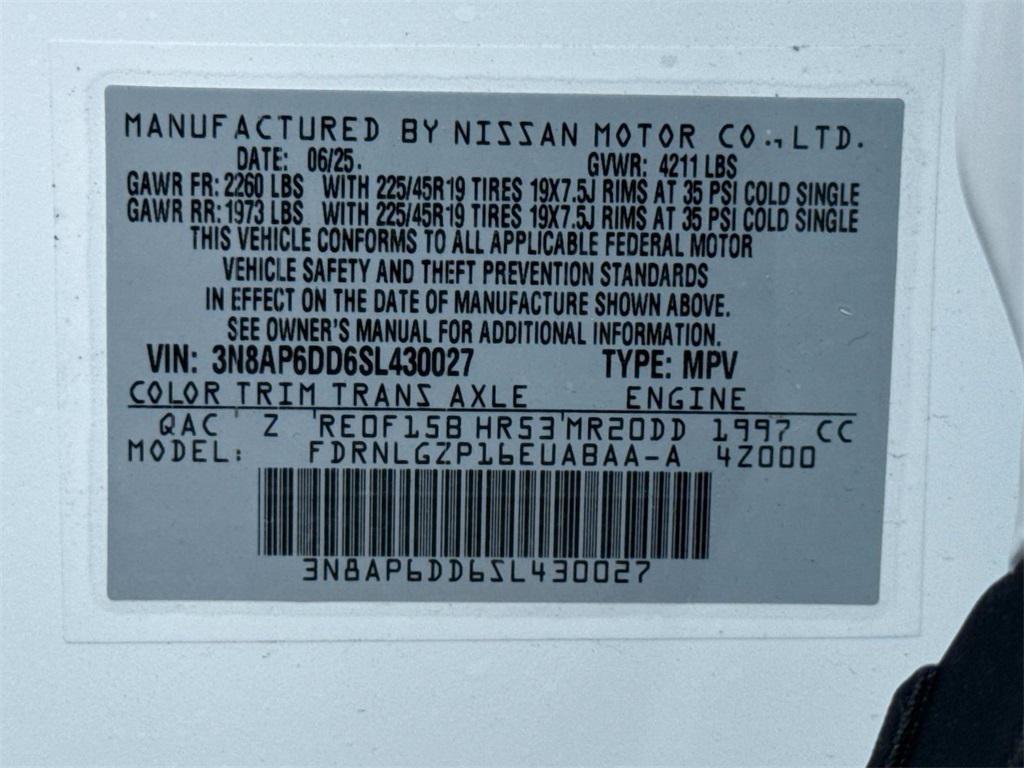 MANUFACTURED BY NISSAN MOTOR CO., LTD.
DATE: 06/25. GVWR: 4211 LBS
GAWR FR: 2260 LBS WITH 225/45R19 TIRES 19X7.5J RIMS AT 35 PSI COLD SINGLE
GAWR RR: 1973 LBS WITH 225/45R19 TIRES 19X7.5J RIMS AT 35 PSI COLD SINGLE
THIS VEHICLE CONFORMS TO ALL APPLICABLE FEDERAL MOTOR
VEHICLE SAFETY AND THEFT PREVENTION STANDARDS
IN EFFECT ON THE DATE OF MANUFACTURE SHOWN ABOVE.
SEE OWNER'S MANUAL FOR ADDITIONAL INFORMATION.
VIN: 3N8AP6DD6SL430027 TYPE: MPV
COLOR TRIM TRANS AXLE ENGINE
QAC Z RE0F15B HR53 MR20DD 1997 CC
MODEL: FDRNLGZP16EUABAA-A 4Z000
3N8AP6DD6SL430027